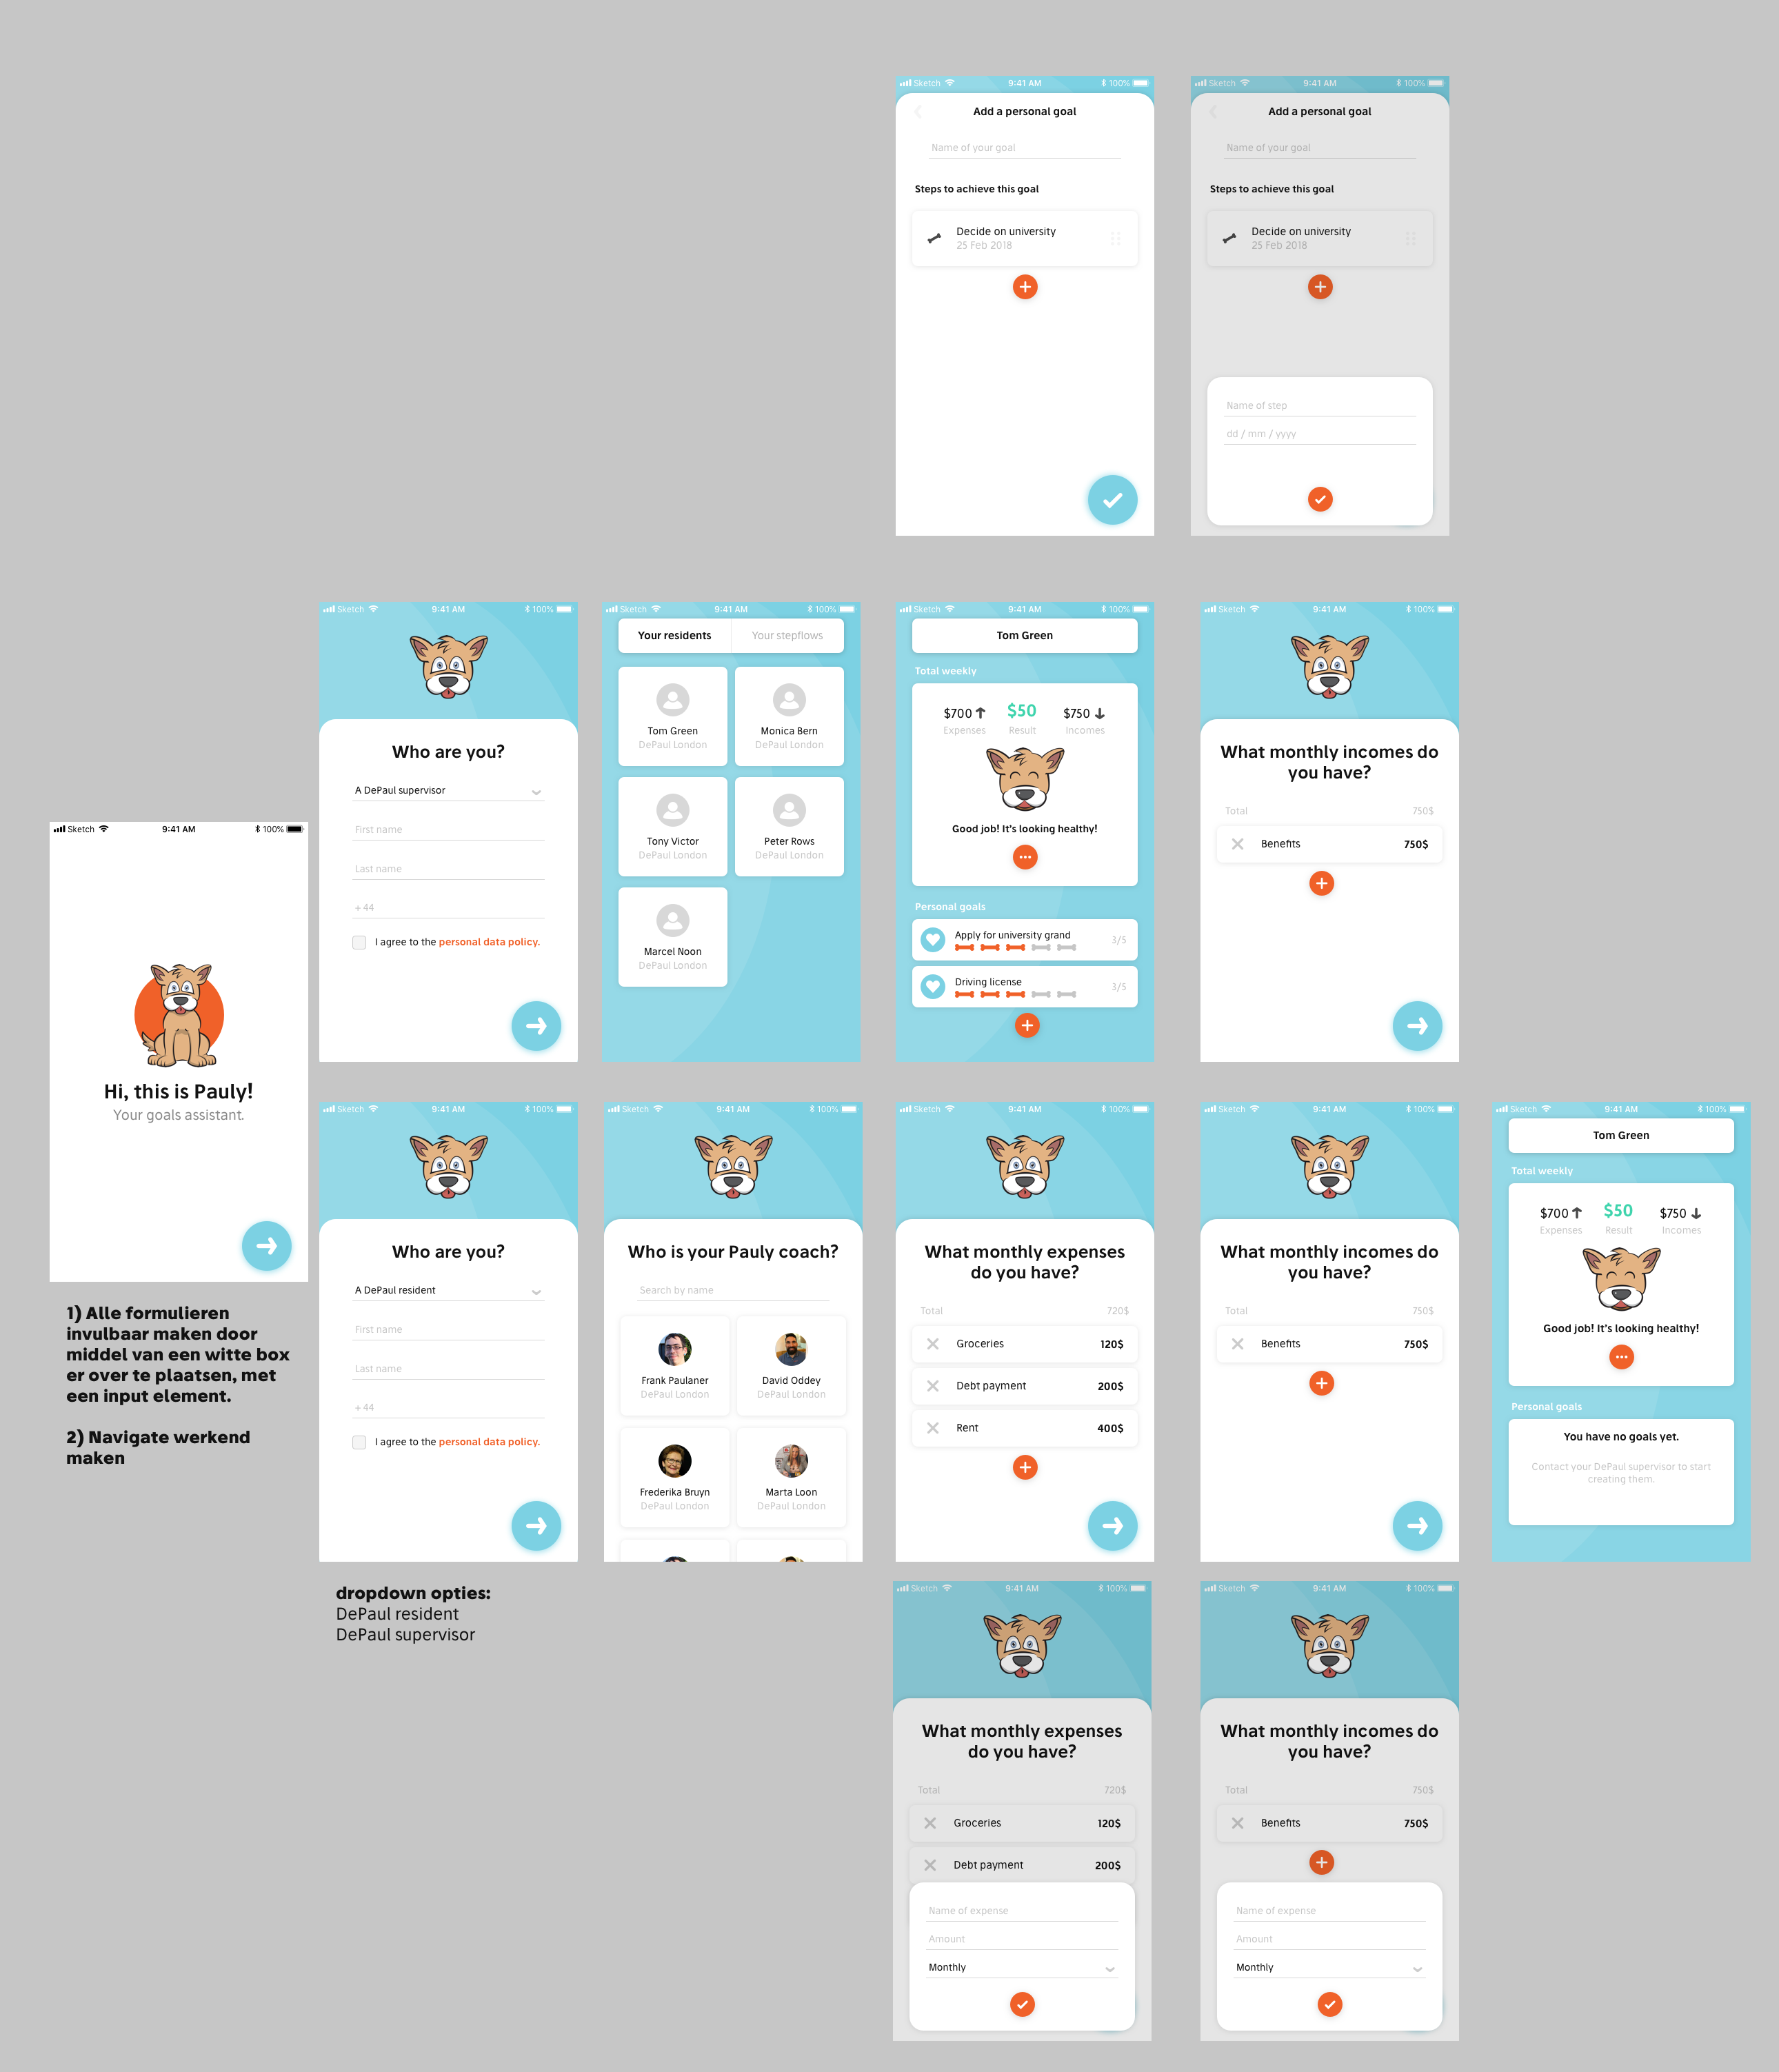 Sketch 9:41 AM 100%
Add a personal goal
Name of your goal
Steps to achieve this goal
Decide on university
25 Feb 2018
Sketch 9:41 AM 100%
Add a personal goal
Name of your goal
Steps to achieve this goal
Decide on university
25 Feb 2018
Name of step
dd / mm / yyyy
Sketch 9:41 AM 100%
Who are you?
A DePaul supervisor
First name
Last name
+ 44
I agree to the personal data policy.
Sketch 9:41 AM 100%
Your residents Your stepflows
Tom Green
DePaul London
Monica Bern
DePaul London
Tony Victor
DePaul London
Peter Rows
DePaul London
Marcel Noon
DePaul London
Sketch 9:41 AM 100%
Tom Green
Total weekly
$700 $50 $750
Expenses Result Incomes
Good job! It's looking healthy!
Personal goals
Apply for university grand
3/5
Driving license
3/5
Sketch 9:41 AM 100%
What monthly incomes do
you have?
Total 750$
Benefits 750$
Sketch 9:41 AM 100%
Hi, this is Pauly!
Your goals assistant.
1) Alle formulieren
invulbaar maken door
middel van een witte box
er over te plaatsen, met
een input element.
2) Navigate werkend
maken
Sketch 9:41 AM 100%
Who are you?
A DePaul resident
First name
Last name
+ 44
I agree to the personal data policy.
dropdown opties:
DePaul resident
DePaul supervisor
Sketch 9:41 AM 100%
Who is your Pauly coach?
Search by name
Frank Paulaner
DePaul London
David Oddey
DePaul London
Frederika Bruyn
DePaul London
Marta Loon
DePaul London
Sketch 9:41 AM 100%
What monthly expenses
do you have?
Total 720$
Groceries 120$
Debt payment 200$
Rent 400$
Sketch 9:41 AM 100%
What monthly incomes do
you have?
Total 750$
Benefits 750$
Sketch 9:41 AM 100%
Tom Green
Total weekly
$700 $50 $750
Expenses Result Incomes
Good job! It's looking healthy!
Personal goals
You have no goals yet.
Contact your DePaul supervisor to start
creating them.
Sketch 9:41 AM 100%
What monthly expenses
do you have?
Total 720$
Groceries 120$
Debt payment 200$
Name of expense
Amount
Monthly
Sketch 9:41 AM 100%
What monthly incomes do
you have?
Total 750$
Benefits 750$
Name of expense
Amount
Monthly